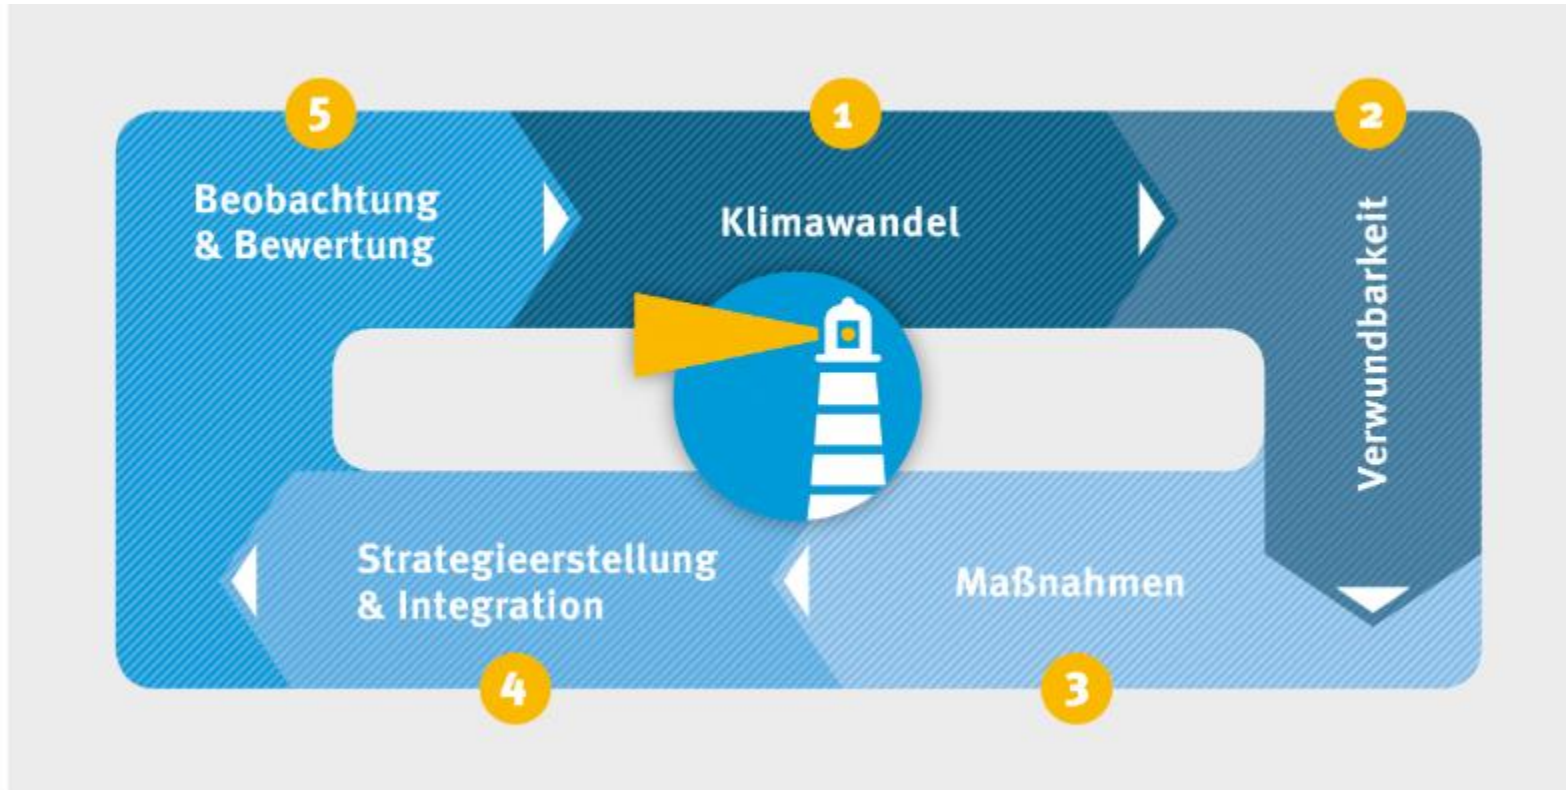 5
Beobachtung
& Bewertung
1
Klimawandel
2
Verwundbarkeit
3
Maßnahmen
4
Strategieerstellung
& Integration